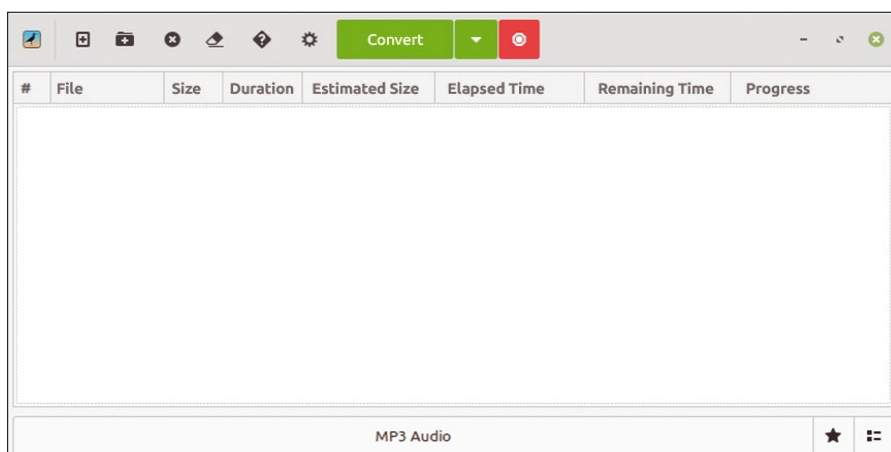 Convert
# File Size Duration Estimated Size Elapsed Time Remaining Time Progress
MP3 Audio